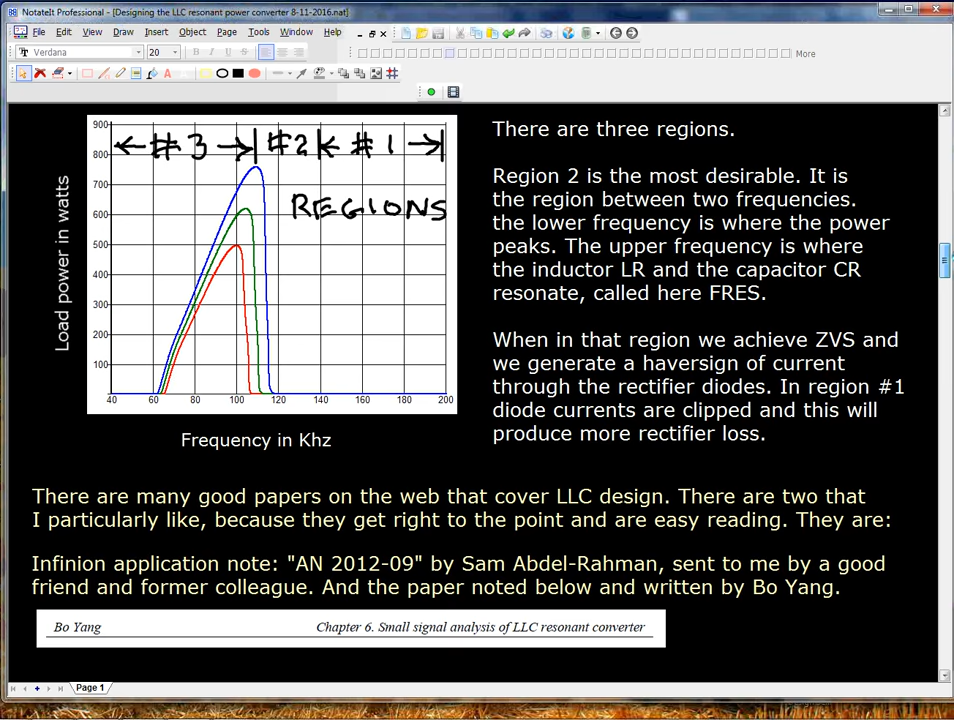 NotateIt Professional - [Designing the LLC resonant power converter 8-11-2016.nat]
File Edit View Draw Insert Object Page Tools Window Help
Verdana 20 B I U S More
900
800
700
600
500
400
300
200
100
40 60 80 100 120 140 160 180 200
Load power in watts
Frequency in Khz
#3 #2 #1
REGIONS
There are three regions.
Region 2 is the most desirable. It is
the region between two frequencies.
the lower frequency is where the power
peaks. The upper frequency is where
the inductor LR and the capacitor CR
resonate, called here FRES.
When in that region we achieve ZVS and
we generate a haversign of current
through the rectifier diodes. In region #1
diode currents are clipped and this will
produce more rectifier loss.
There are many good papers on the web that cover LLC design. There are two that
I particularly like, because they get right to the point and are easy reading. They are:
Infinion application note: "AN 2012-09" by Sam Abdel-Rahman, sent to me by a good
friend and former colleague. And the paper noted below and written by Bo Yang.
Bo Yang Chapter 6. Small signal analysis of LLC resonant converter
Page 1